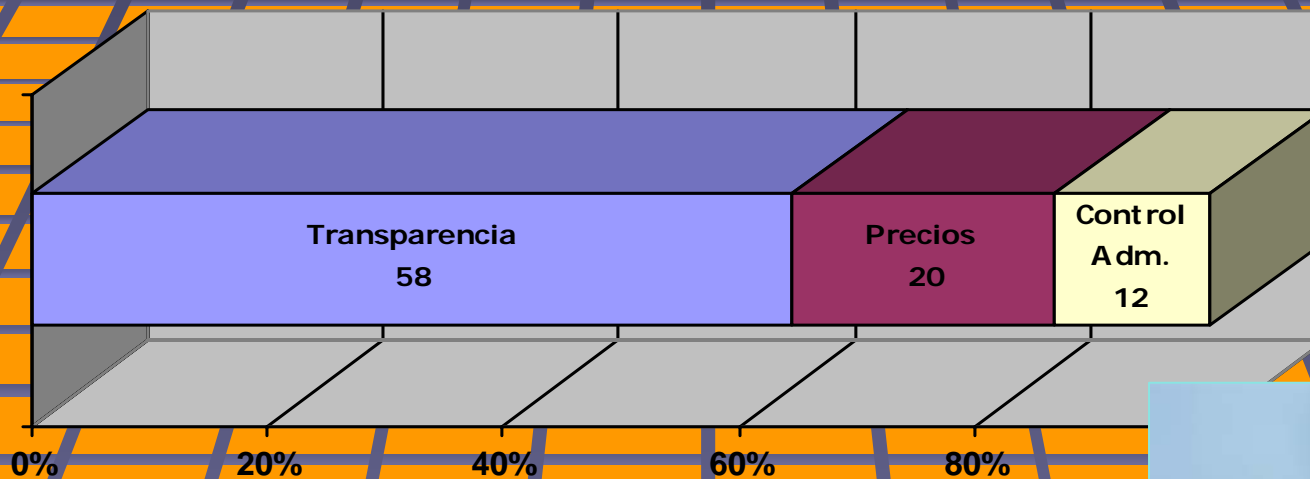 Transparencia
58
Precios
20
Control
Adm.
12
0% 20% 40% 60% 80%